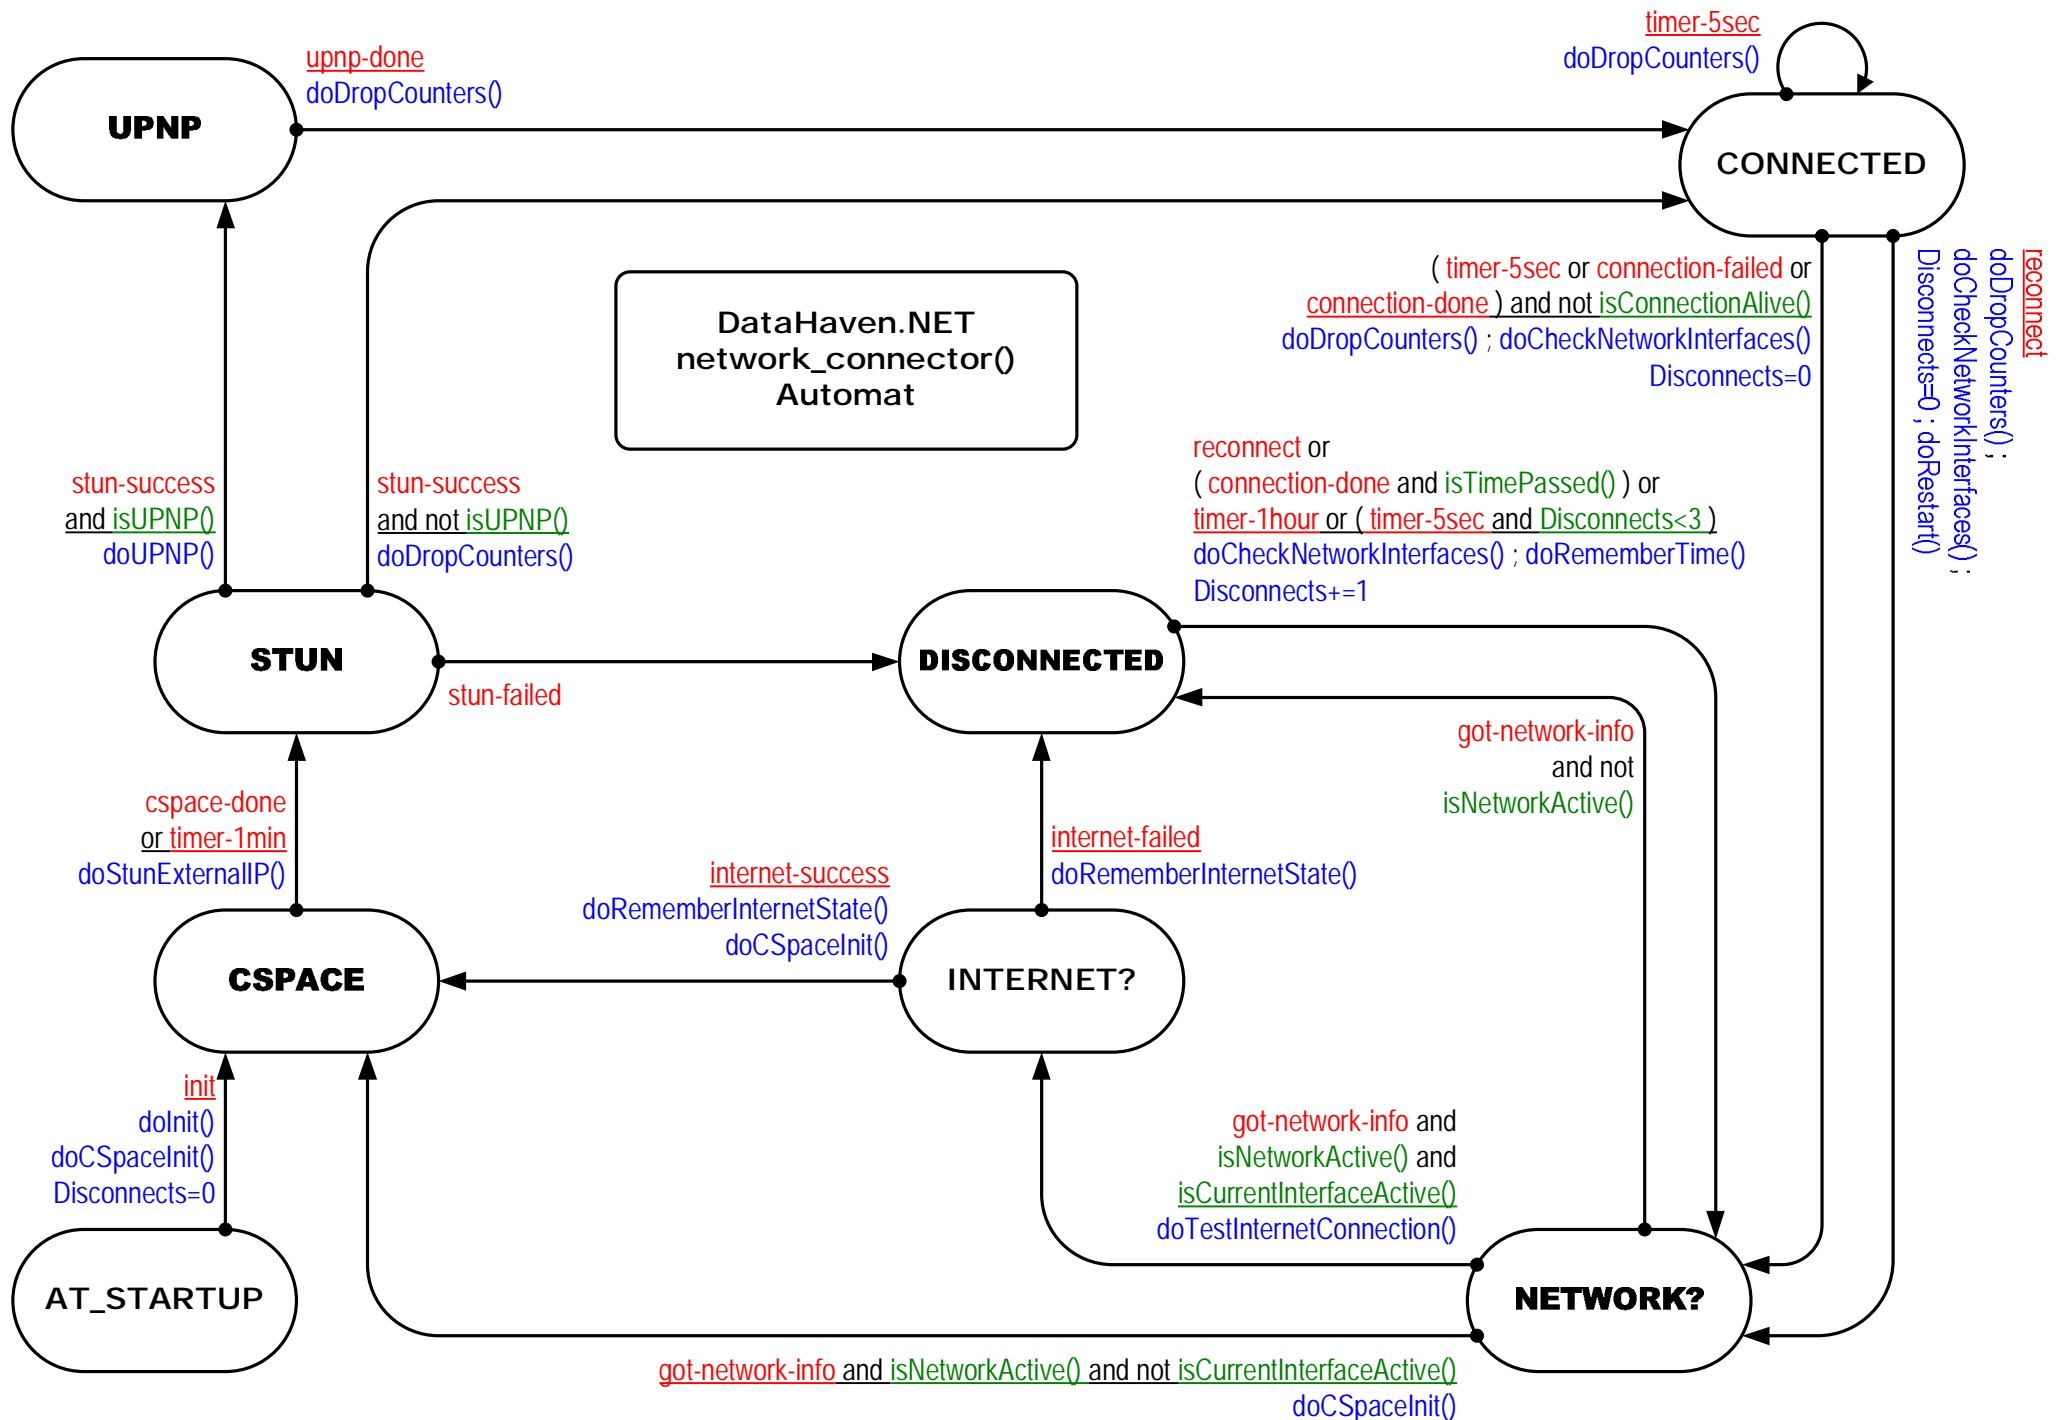 upnp-done
doDropCounters()
timer-5sec
doDropCounters()
UPNP
CONNECTED
reconnect
doDropCounters() ;
doCheckNetworkInterfaces() ;
Disconnects=0 ; doRestart()
( timer-5sec or connection-failed or
connection-done ) and not isConnectionAlive()
doDropCounters() ; doCheckNetworkInterfaces()
Disconnects=0
DataHaven.NET
network_connector()
Automat
reconnect or
( connection-done and isTimePassed() ) or
timer-1hour or ( timer-5sec and Disconnects<3 )
doCheckNetworkInterfaces() ; doRememberTime()
Disconnects+=1
stun-success
and isUPNP()
doUPNP()
stun-success
and not isUPNP()
doDropCounters()
STUN
stun-failed
DISCONNECTED
got-network-info
and not
isNetworkActive()
cspace-done
or timer-1min
doStunExternalIP()
internet-success
doRememberInternetState()
doCSpaceInit()
internet-failed
doRememberInternetState()
CSPACE
INTERNET?
init
doInit()
doCSpaceInit()
Disconnects=0
got-network-info and
isNetworkActive() and
isCurrentInterfaceActive()
doTestInternetConnection()
AT_STARTUP
NETWORK?
got-network-info and isNetworkActive() and not isCurrentInterfaceActive()
doCSpaceInit()